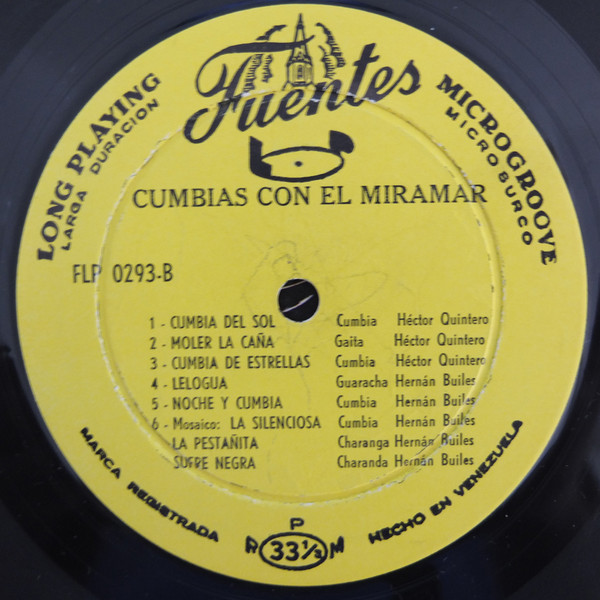 Fuentes
LONG PLAYING
LARGA DURACION
MICROGROOVE
MICROSURCO
CUMBIAS CON EL MIRAMAR
FLP 0293-B
1 - CUMBIA DEL SOL Cumbia Héctor Quintero
2 - MOLER LA CAÑA Gaita Héctor Quintero
3 - CUMBIA DE ESTRELLAS Cumbia Héctor Quintero
4 - LELOGUA Guaracha Hernán Builes
5 - NOCHE Y CUMBIA Cumbia Hernán Builes
6 - Mosaico: LA SILENCIOSA Cumbia Hernán Builes
LA PESTAÑITA Charanga Hernán Builes
SUFRE NEGRA Charanda Hernán Builes
MARCA REGISTRADA
R P M
33 1/3
HECHO EN VENEZUELA